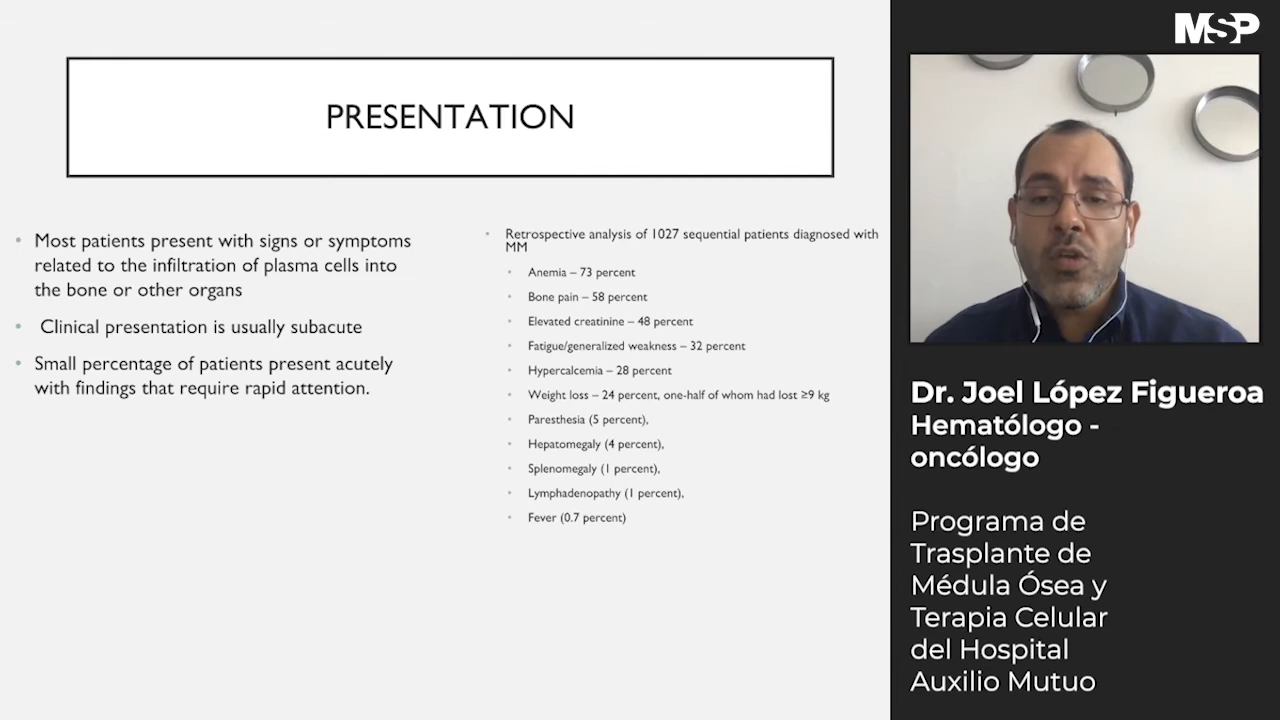 MSP
PRESENTATION
• Most patients present with signs or symptoms
related to the infiltration of plasma cells into
the bone or other organs
• Clinical presentation is usually subacute
• Small percentage of patients present acutely
with findings that require rapid attention.
• Retrospective analysis of 1027 sequential patients diagnosed with
MM
• Anemia – 73 percent
• Bone pain – 58 percent
• Elevated creatinine – 48 percent
• Fatigue/generalized weakness – 32 percent
• Hypercalcemia – 28 percent
• Weight loss – 24 percent, one-half of whom had lost ≥9 kg
• Paresthesia (5 percent),
• Hepatomegaly (4 percent),
• Splenomegaly (1 percent),
• Lymphadenopathy (1 percent),
• Fever (0.7 percent)
Dr. Joel López Figueroa
Hematólogo -
oncólogo
Programa de
Trasplante de
Médula Ósea y
Terapia Celular
del Hospital
Auxilio Mutuo